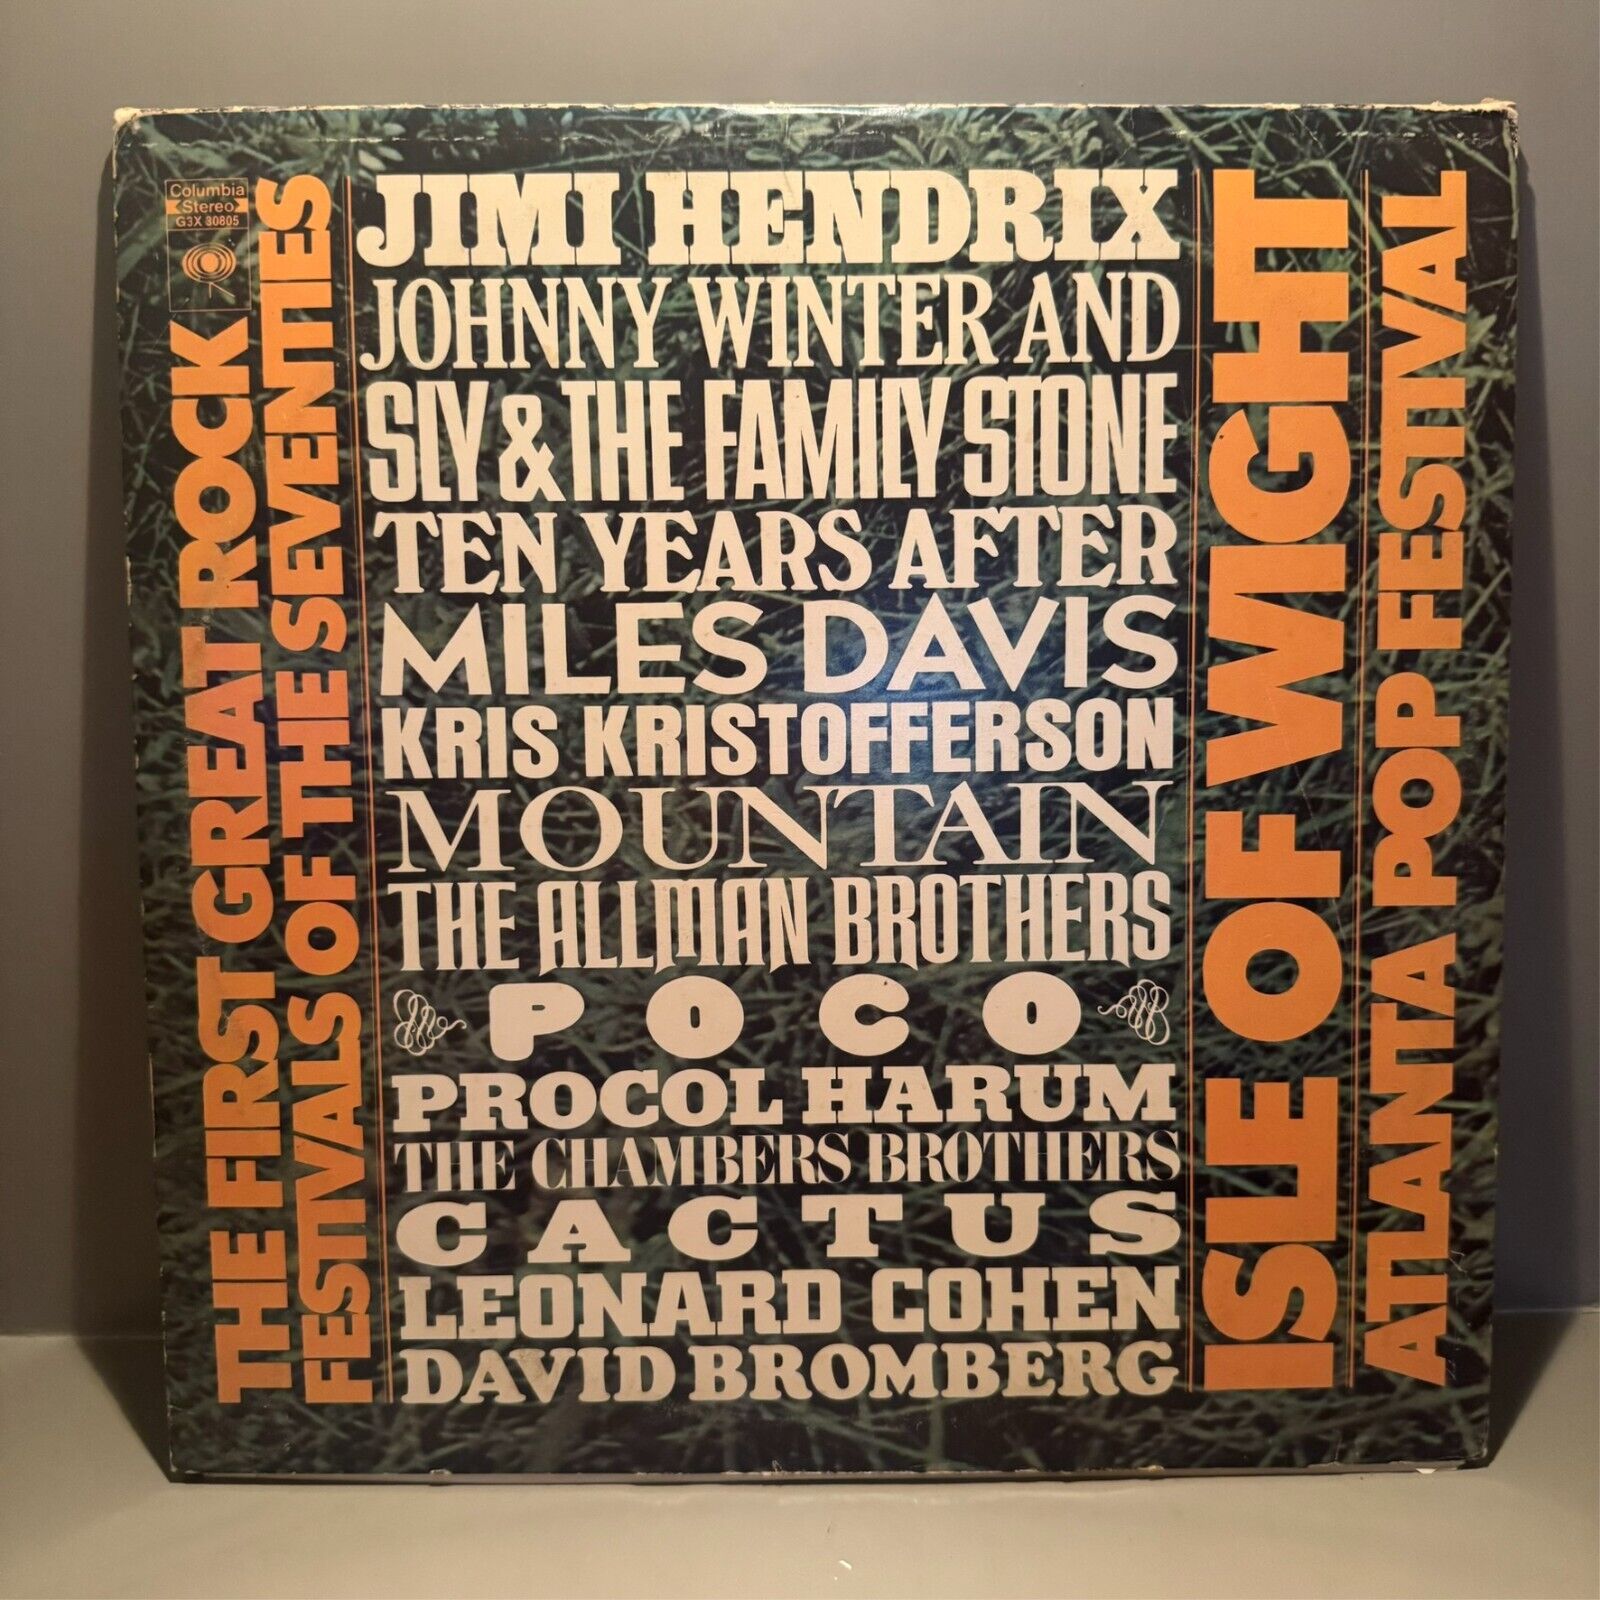 Columbia
Stereo
G3X 30805
THE FIRST GREAT ROCK
FESTIVALS OF THE SEVENTIES
JIMI HENDRIX
JOHNNY WINTER AND
SLY & THE FAMILY STONE
TEN YEARS AFTER
MILES DAVIS
KRIS KRISTOFFERSON
MOUNTAIN
THE ALLMAN BROTHERS
POCO
PROCOL HARUM
THE CHAMBERS BROTHERS
CACTUS
LEONARD COHEN
DAVID BROMBERG
ISLE OF WIGHT
ATLANTA POP FESTIVAL